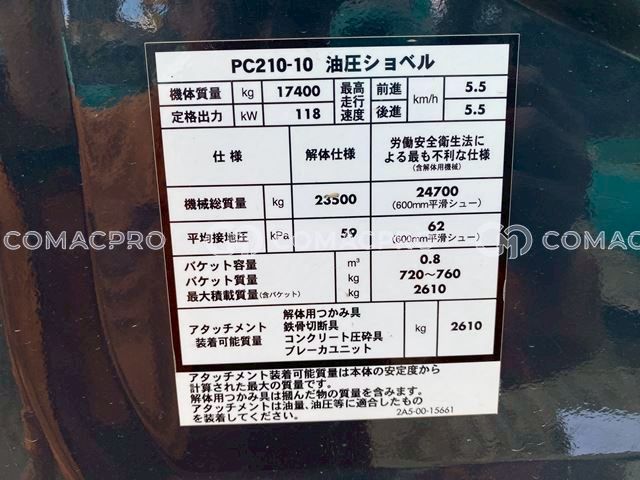 PC210-10 油圧ショベル
機体質量 kg 17400 最高走行速度 前進 km/h 5.5
定格出力 kW 118 後進 5.5
仕様 解体仕様 労働安全衛生法による最も不利な仕様
(含解体用機械)
機械総質量 kg 23500 24700
(600mm平滑シュー)
平均接地圧 kPa 59 62
(600mm平滑シュー)
COMACPRO COMACPRO COMACPRO
バケット容量 m³ 0.8
バケット質量 kg 720〜760
最大積載質量(含バケット) kg 2610
アタッチメント装着可能質量
解体用つかみ具
鉄骨切断具
コンクリート圧砕具
ブレーカユニット
kg 2610
アタッチメント装着可能質量は本体の安定度から
計算された最大の質量です。
解体用つかみ具は掴んだ物の質量を含みます。
アタッチメントは油量、油圧等に適合したもの
を装着してください。 2A5-00-15661